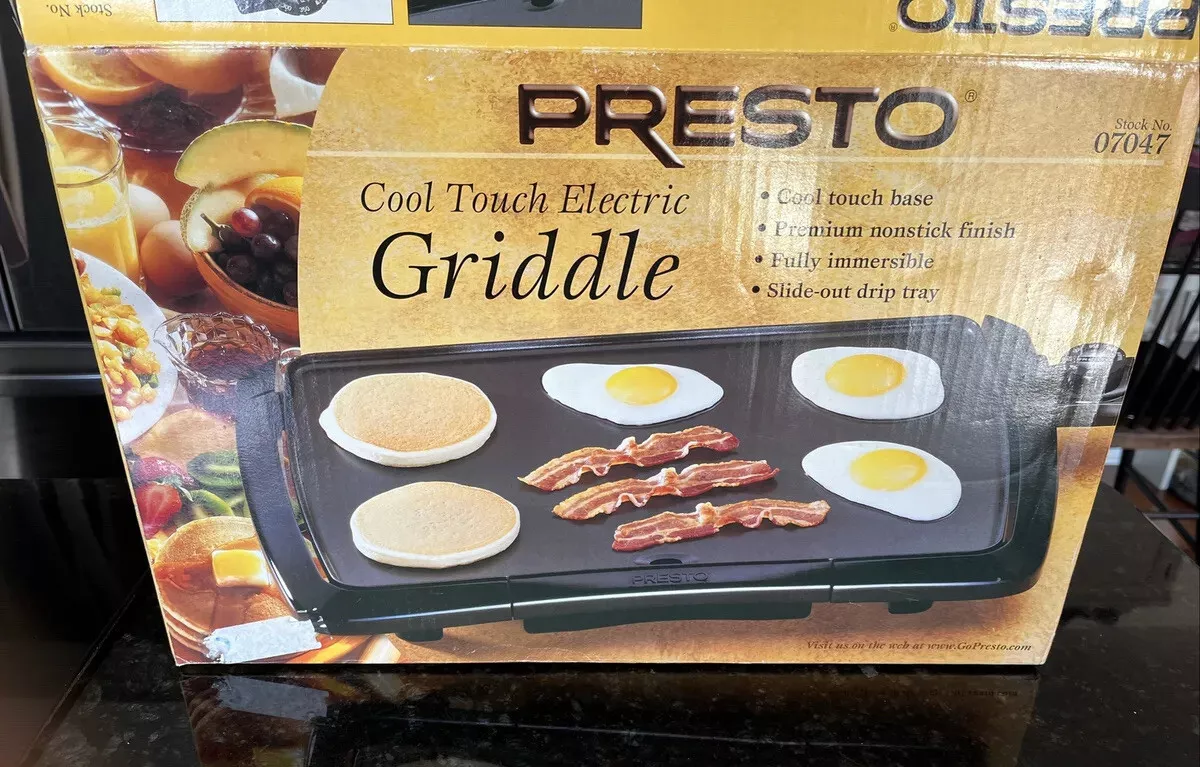 Stock No.
PRESTO®
PRESTO®
Stock No.
07047
Cool Touch Electric
Griddle
• Cool touch base
• Premium nonstick finish
• Fully immersible
• Slide-out drip tray
PRESTO
Visit us on the web at www.GoPresto.com